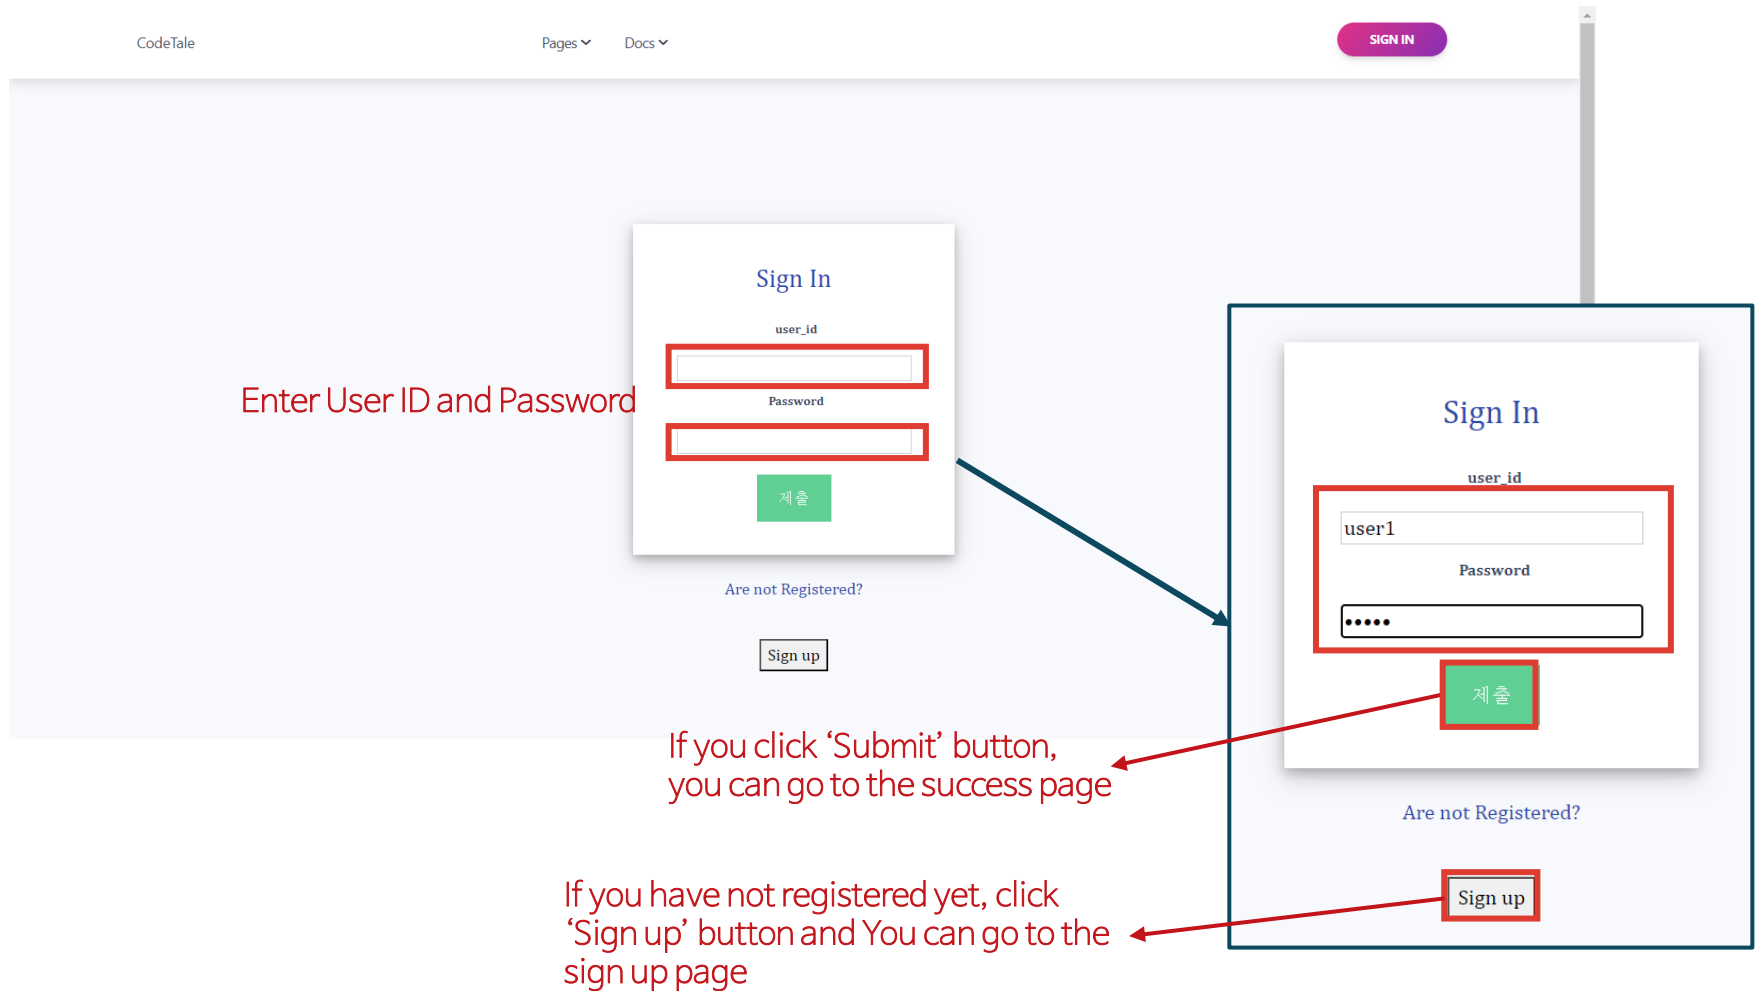 CodeTale
Pages
Docs
SIGN IN
Sign In
user_id
Enter User ID and Password
Password
제출
Are not Registered?
Sign up
Sign In
user_id
user1
Password
•••••
제출
If you click ‘Submit’ button,
you can go to the success page
Are not Registered?
Sign up
If you have not registered yet, click
‘Sign up’ button and You can go to the
sign up page